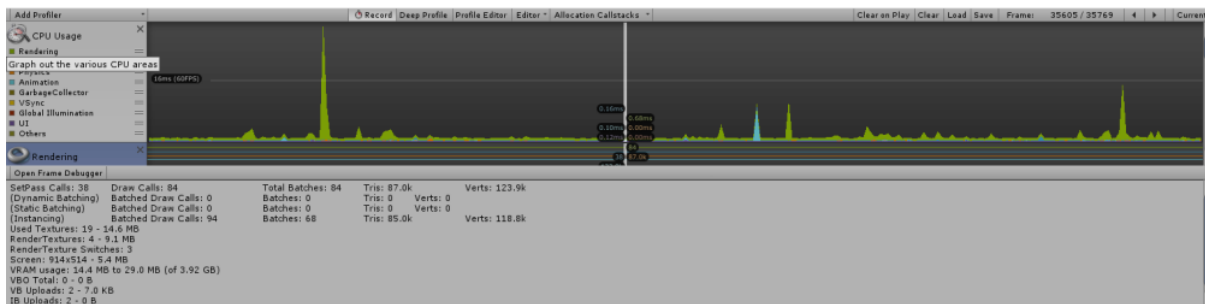 Add Profiler Record Deep Profile Profile Editor Editor Allocation Callstacks Clear on Play Clear Load Save Frame: 35605 / 35769 Current
CPU Usage
Rendering
Graph out the various CPU areas
Physics
Animation
GarbageCollector
VSync
Global Illumination
UI
Others
16ms (60FPS)
0.16ms
0.68ms
0.10ms 0.00ms
0.12ms 0.00ms
84
38 87.0k
Rendering
Open Frame Debugger
SetPass Calls: 38 Draw Calls: 84 Total Batches: 84 Tris: 87.0k Verts: 123.9k
(Dynamic Batching) Batched Draw Calls: 0 Batches: 0 Tris: 0 Verts: 0
(Static Batching) Batched Draw Calls: 0 Batches: 0 Tris: 0 Verts: 0
(Instancing) Batched Draw Calls: 94 Batches: 68 Tris: 85.0k Verts: 118.8k
Used Textures: 19 - 14.6 MB
RenderTextures: 4 - 9.1 MB
RenderTexture Switches: 3
Screen: 914x514 - 5.4 MB
VRAM usage: 14.4 MB to 29.0 MB (of 3.92 GB)
VBO Total: 0 - 0 B
VB Uploads: 2 - 7.0 KB
IB Uploads: 2 - 0 B